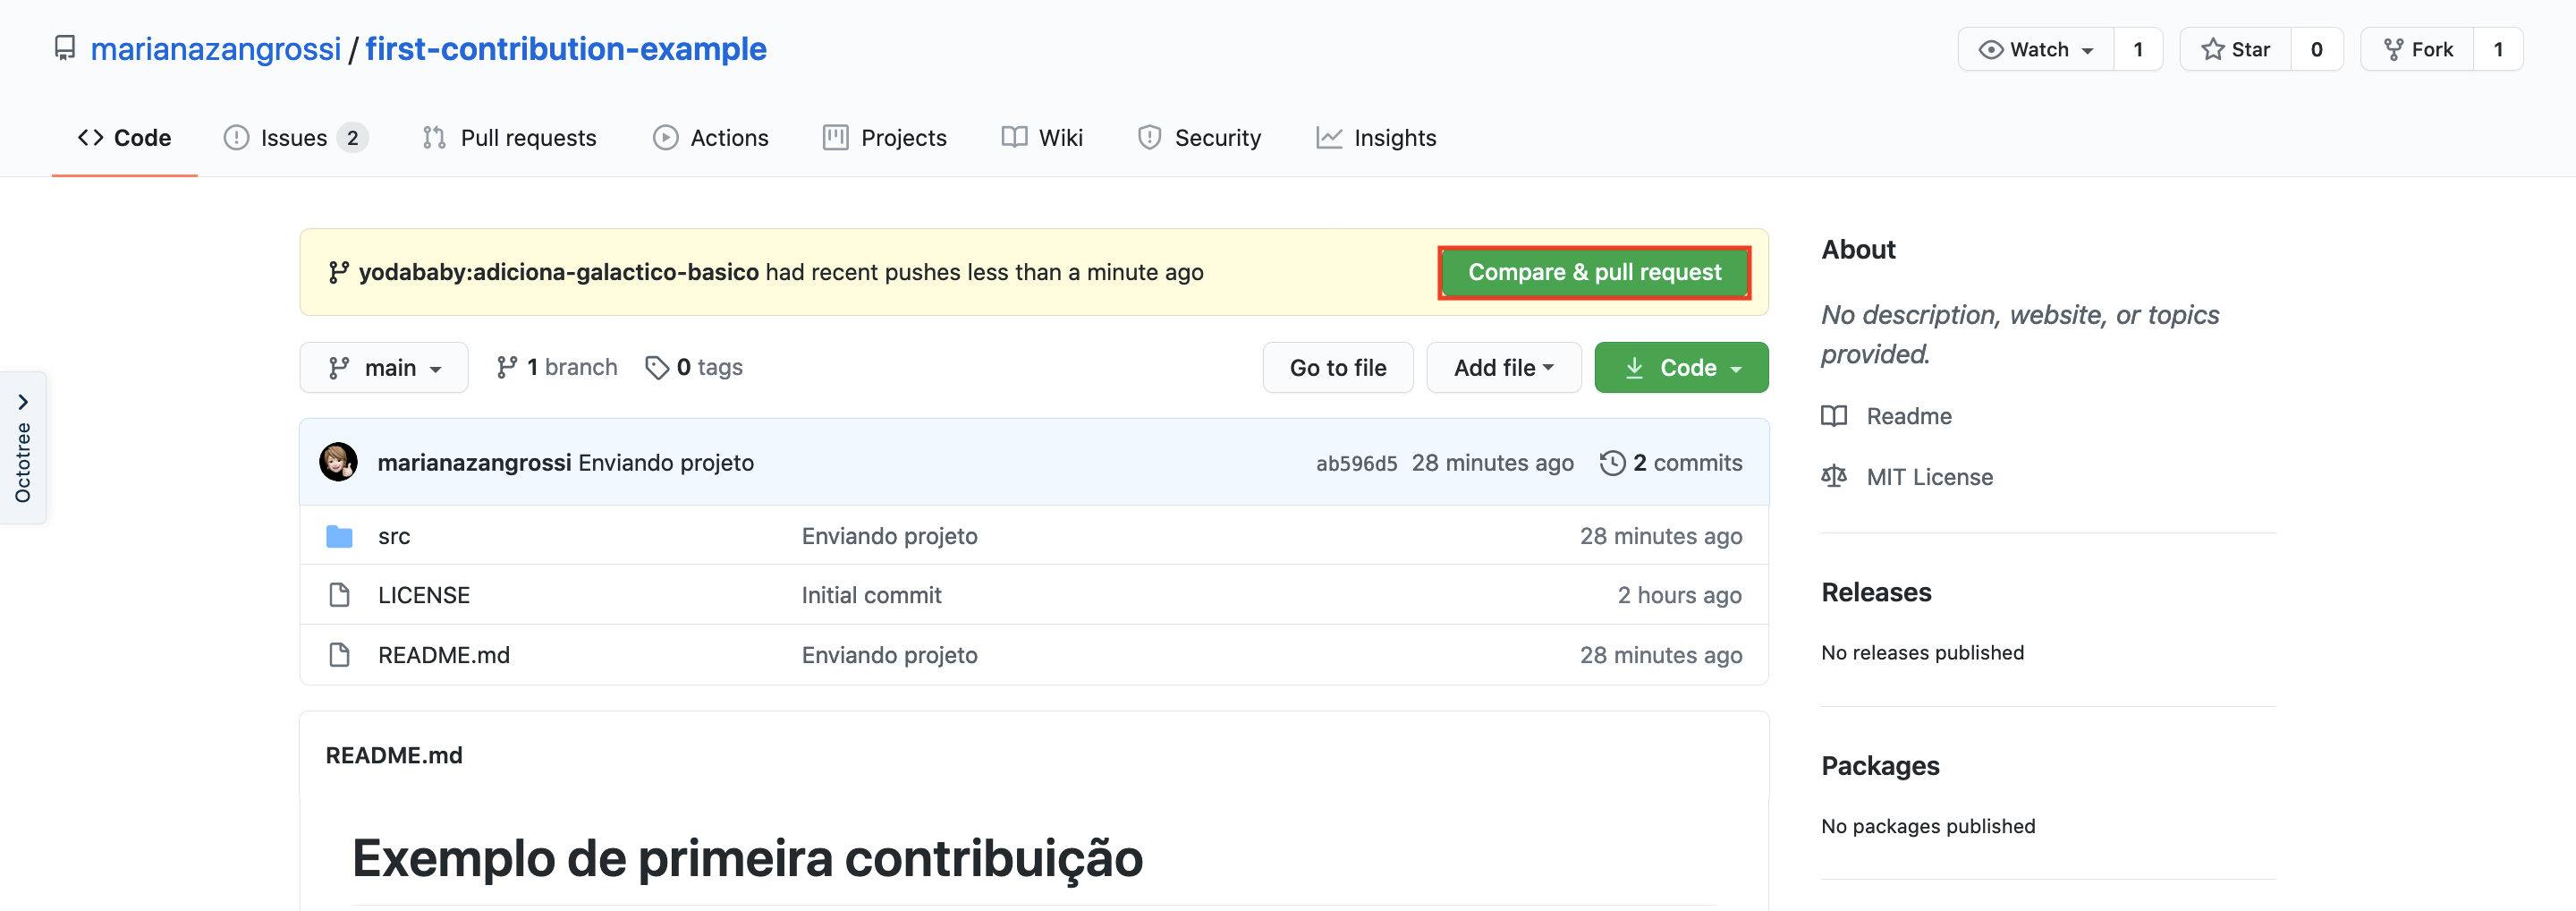 marianazangrossi / first-contribution-example
Watch 1 Star 0 Fork 1
Code Issues 2 Pull requests Actions Projects Wiki Security Insights
yodababy:adiciona-galactico-basico had recent pushes less than a minute ago Compare & pull request
main 1 branch 0 tags Go to file Add file Code
marianazangrossi Enviando projeto ab596d5 28 minutes ago 2 commits
src Enviando projeto 28 minutes ago
LICENSE Initial commit 2 hours ago
README.md Enviando projeto 28 minutes ago
README.md
Exemplo de primeira contribuição
About
No description, website, or topics
provided.
Readme
MIT License
Releases
No releases published
Packages
No packages published
Octotree